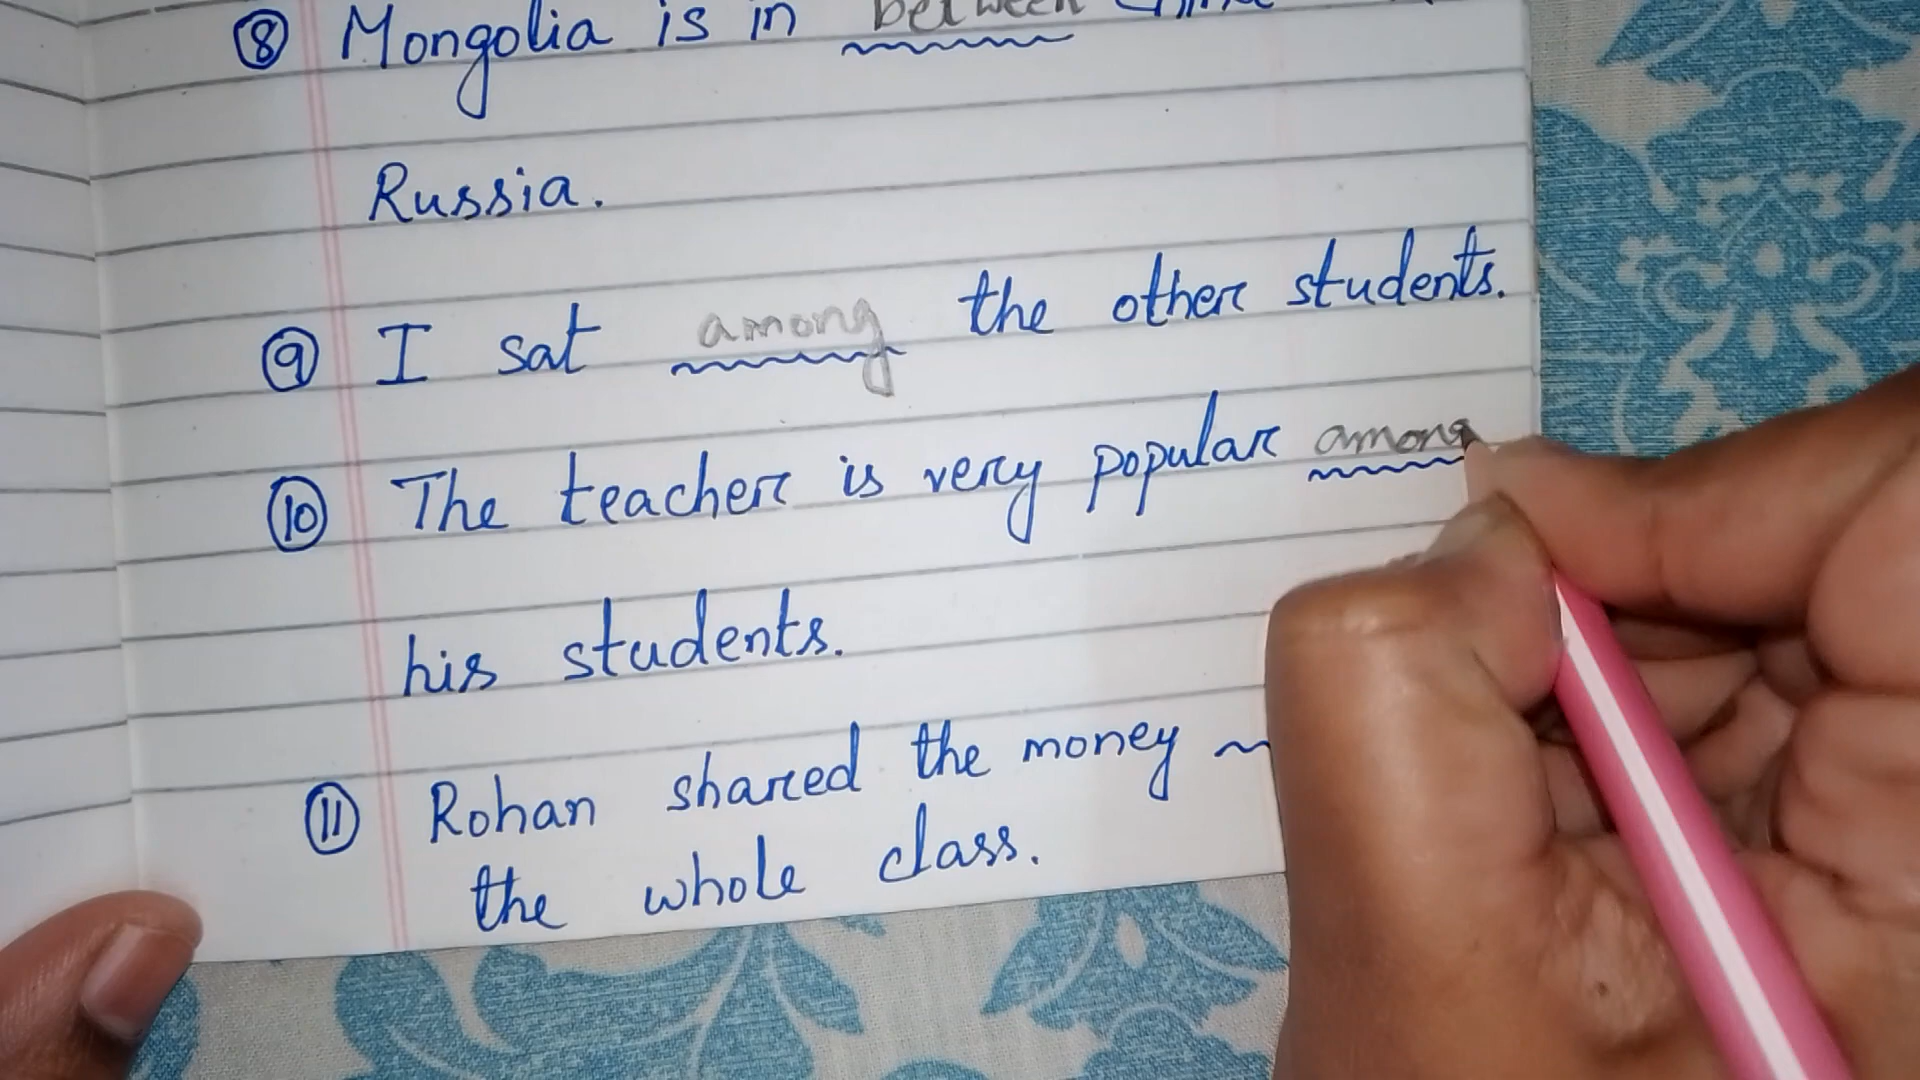 ⑧ Mongolia is in between
Russia.
⑨ I sat among the other students.
⑩ The teacher is very popular among
his students.
⑪ Rohan shared the money
the whole class.